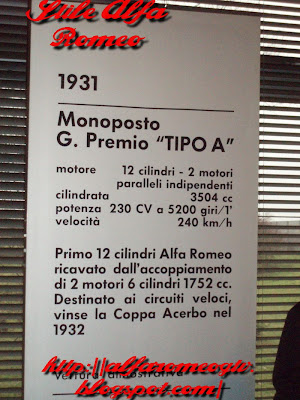 Stile Alfa
Romeo
1931
Monoposto
G. Premio "TIPO A"
motore 12 cilindri - 2 motori
paralleli indipendenti
cilindrata 3504 cc
potenza 230 CV a 5200 giri/1'
velocità 240 km/h
Primo 12 cilindri Alfa Romeo
ricavato dall'accoppiamento
di 2 motori 6 cilindri 1752 cc.
Destinato ai circuiti veloci,
vinse la Coppa Acerbo nel
1932
http://alfaromeogtv.
blogspot.com/